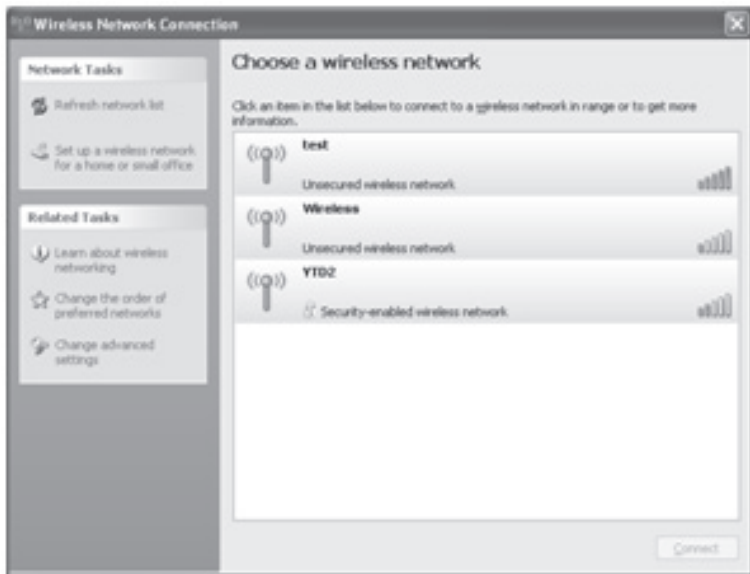 Wireless Network Connection
Network Tasks
Refresh network list
Set up a wireless network
for a home or small office
Related Tasks
Learn about wireless
networking
Change the order of
preferred networks
Change advanced
settings
Choose a wireless network
Click an item in the list below to connect to a wireless network in range or to get more
information.
test
Unsecured wireless network
Wireless
Unsecured wireless network
YTD2
Security-enabled wireless network
Connect